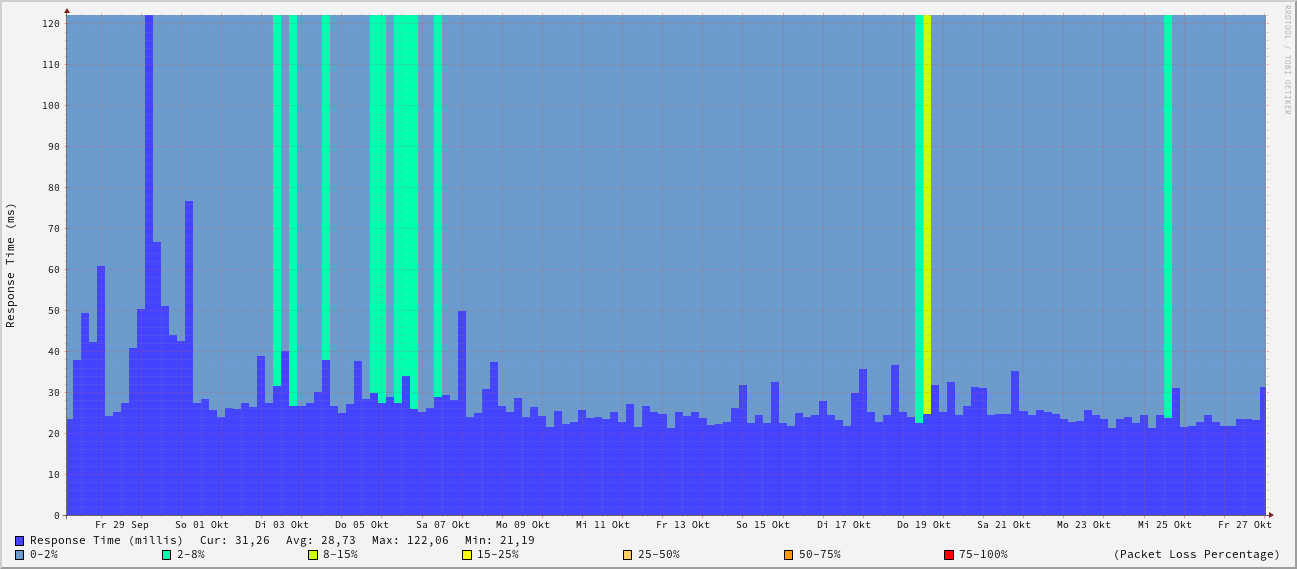 RRDTOOL / TOBI OETIKER
Response Time (ms)
120
110
100
90
80
70
60
50
40
30
20
10
0
Fr 29 Sep So 01 Okt Di 03 Okt Do 05 Okt Sa 07 Okt Mo 09 Okt Mi 11 Okt Fr 13 Okt So 15 Okt Di 17 Okt Do 19 Okt Sa 21 Okt Mo 23 Okt Mi 25 Okt Fr 27 Okt
Response Time (millis) Cur: 31,26 Avg: 28,73 Max: 122,06 Min: 21,19
0-2% 2-8% 8-15% 15-25% 25-50% 50-75% 75-100% (Packet Loss Percentage)